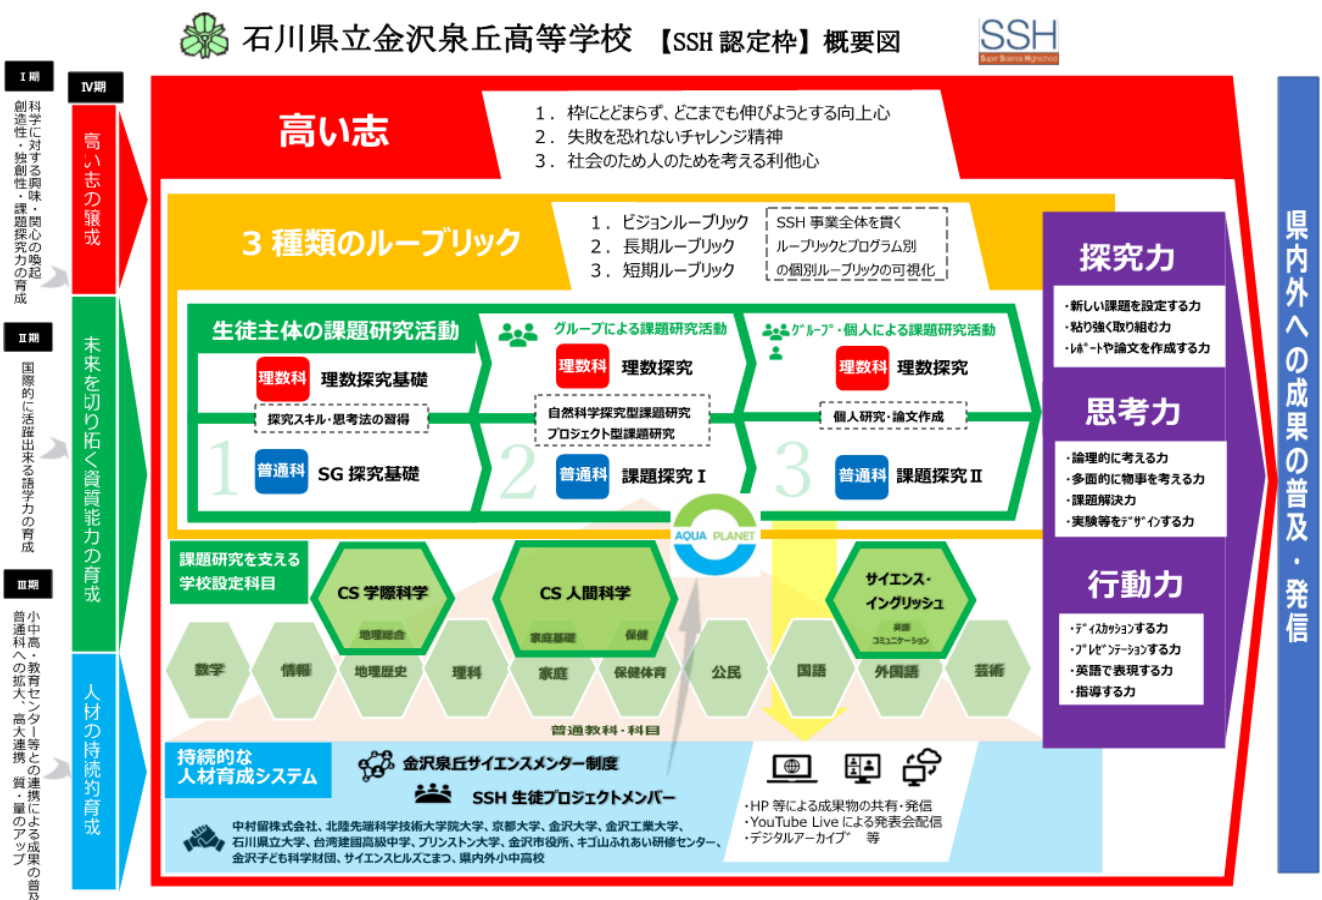 石川県立金沢泉丘高等学校 【SSH 認定枠】概要図
SSH
Super Science Highschool
Ⅰ期
科学に対する興味・関心の喚起
創造性・独創性・課題探究力の育成
Ⅱ期
国際的に活躍出来る語学力の育成
Ⅲ期
小中高・教育センター等との連携による成果の普及
普通科への拡大、高大連携 質・量のアップ
Ⅳ期
高い志の醸成
未来を切り拓く資質能力の育成
人材の持続的育成
高い志
1．枠にとどまらず、どこまでも伸びようとする向上心
2．失敗を恐れないチャレンジ精神
3．社会のため人のためを考える利他心
3種類のルーブリック
1．ビジョンルーブリック
2．長期ルーブリック
3．短期ルーブリック
SSH 事業全体を貫く
ルーブリックとプログラム別
の個別ルーブリックの可視化
生徒主体の課題研究活動
理数科 理数探究基礎
探究スキル・思考法の習得
1
普通科 SG 探究基礎
グループによる課題研究活動
理数科 理数探究
自然科学探究型課題研究
プロジェクト型課題研究
2
普通科 課題探究Ⅰ
ｸﾞﾙｰﾌﾟ・個人による課題研究活動
理数科 理数探究
個人研究・論文作成
3
普通科 課題探究Ⅱ
AQUA PLANET
課題研究を支える
学校設定科目
CS 学際科学
地理総合
CS 人間科学
家庭基礎 保健
サイエンス・
イングリッシュ
英語
コミュニケーション
数学 情報 地理歴史 理科 家庭 保健体育 公民 国語 外国語 芸術
普通教科・科目
持続的な
人材育成システム
金沢泉丘サイエンスメンター制度
SSH 生徒プロジェクトメンバー
中村留株式会社、北陸先端科学技術大学院大学、京都大学、金沢大学、金沢工業大学、
石川県立大学、台湾建國高級中学、プリンストン大学、金沢市役所、キゴ山ふれあい研修センター、
金沢子ども科学財団、サイエンスヒルズこまつ、県内外小中高校
・HP 等による成果物の共有・発信
・YouTube Live による発表会配信
・デジタルアーカイブ 等
探究力
・新しい課題を設定する力
・粘り強く取り組む力
・ﾚﾎﾟｰﾄや論文を作成する力
思考力
・論理的に考える力
・多面的に物事を考える力
・課題解決力
・実験等をﾃﾞｻﾞｲﾝする力
行動力
・ﾃﾞｨｽｶｯｼｮﾝする力
・ﾌﾟﾚｾﾞﾝﾃｰｼｮﾝする力
・英語で表現する力
・指導する力
県内外への成果の普及・発信